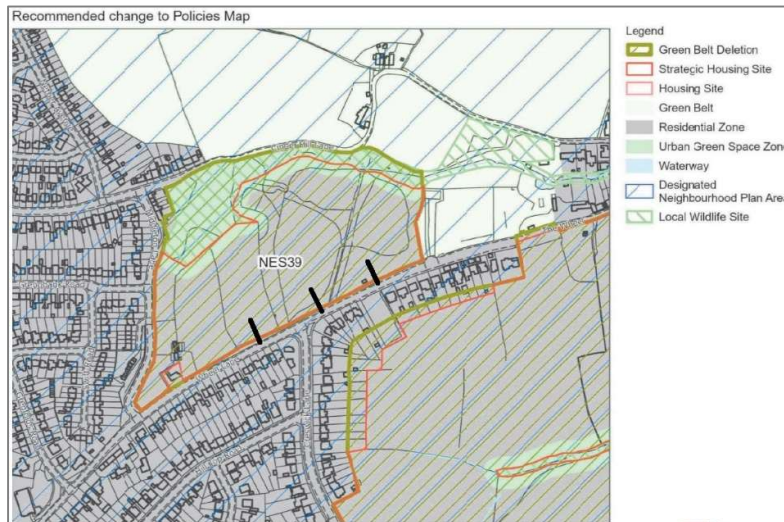 Recommended change to Policies Map
Legend
Green Belt Deletion
Strategic Housing Site
Housing Site
Green Belt
Residential Zone
Urban Green Space Zone
Waterway
Designated
Neighbourhood Plan Area
Local Wildlife Site
NES39